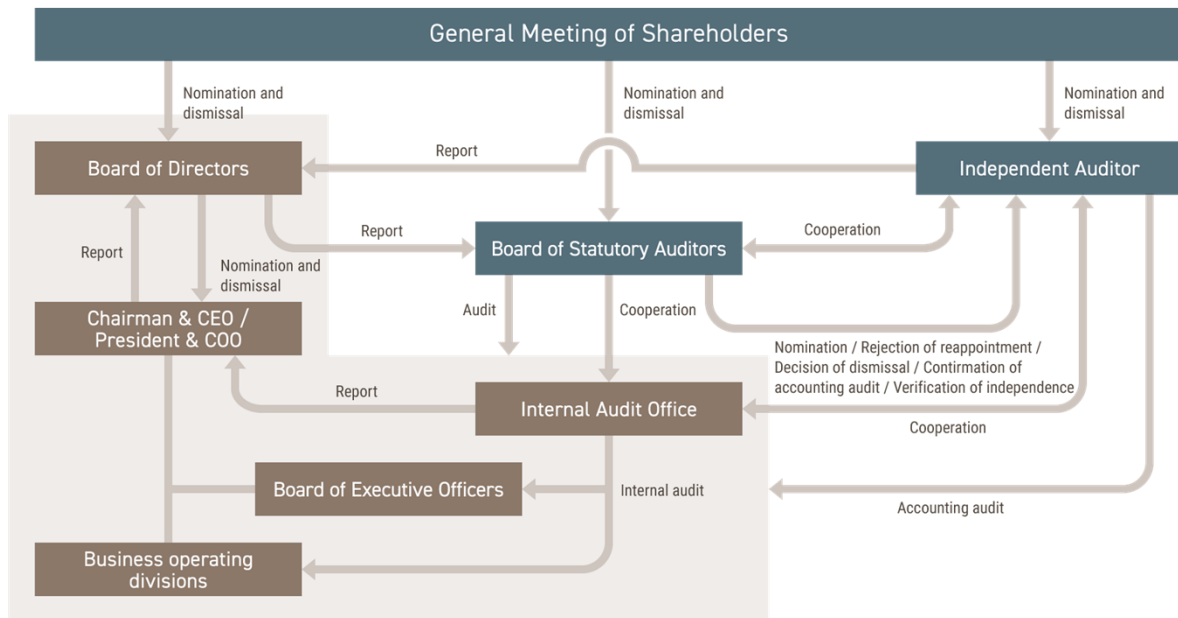 General Meeting of Shareholders
Nomination and
dismissal
Nomination and
dismissal
Nomination and
dismissal
Board of Directors
Report
Independent Auditor
Report
Report
Board of Statutory Auditors
Cooperation
Nomination and
dismissal
Chairman & CEO /
President & COO
Audit
Cooperation
Nomination / Rejection of reappointment /
Decision of dismissal / Contirmation of
accounting audit / Verification of independence
Report
Internal Audit Office
Cooperation
Board of Executive Officers
Internal audit
Accounting audit
Business operating
divisions